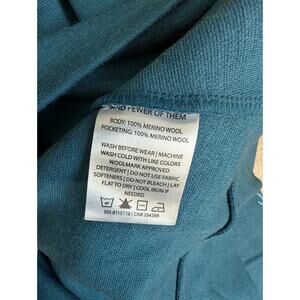 AND FEWER OF THEM
BODY: 100% MERINO WOOL
POCKETING: 100% MERINO WOOL
WASH BEFORE WEAR | MACHINE
WASH COLD WITH LIKE COLORS
WOOLMARK APPROVED
DETERGENT | DO NOT USE FABRIC
SOFTENERS | DO NOT BLEACH | LAY
FLAT TO DRY | COOL IRON IF
NEEDED
RN #115719 | CA# 294388